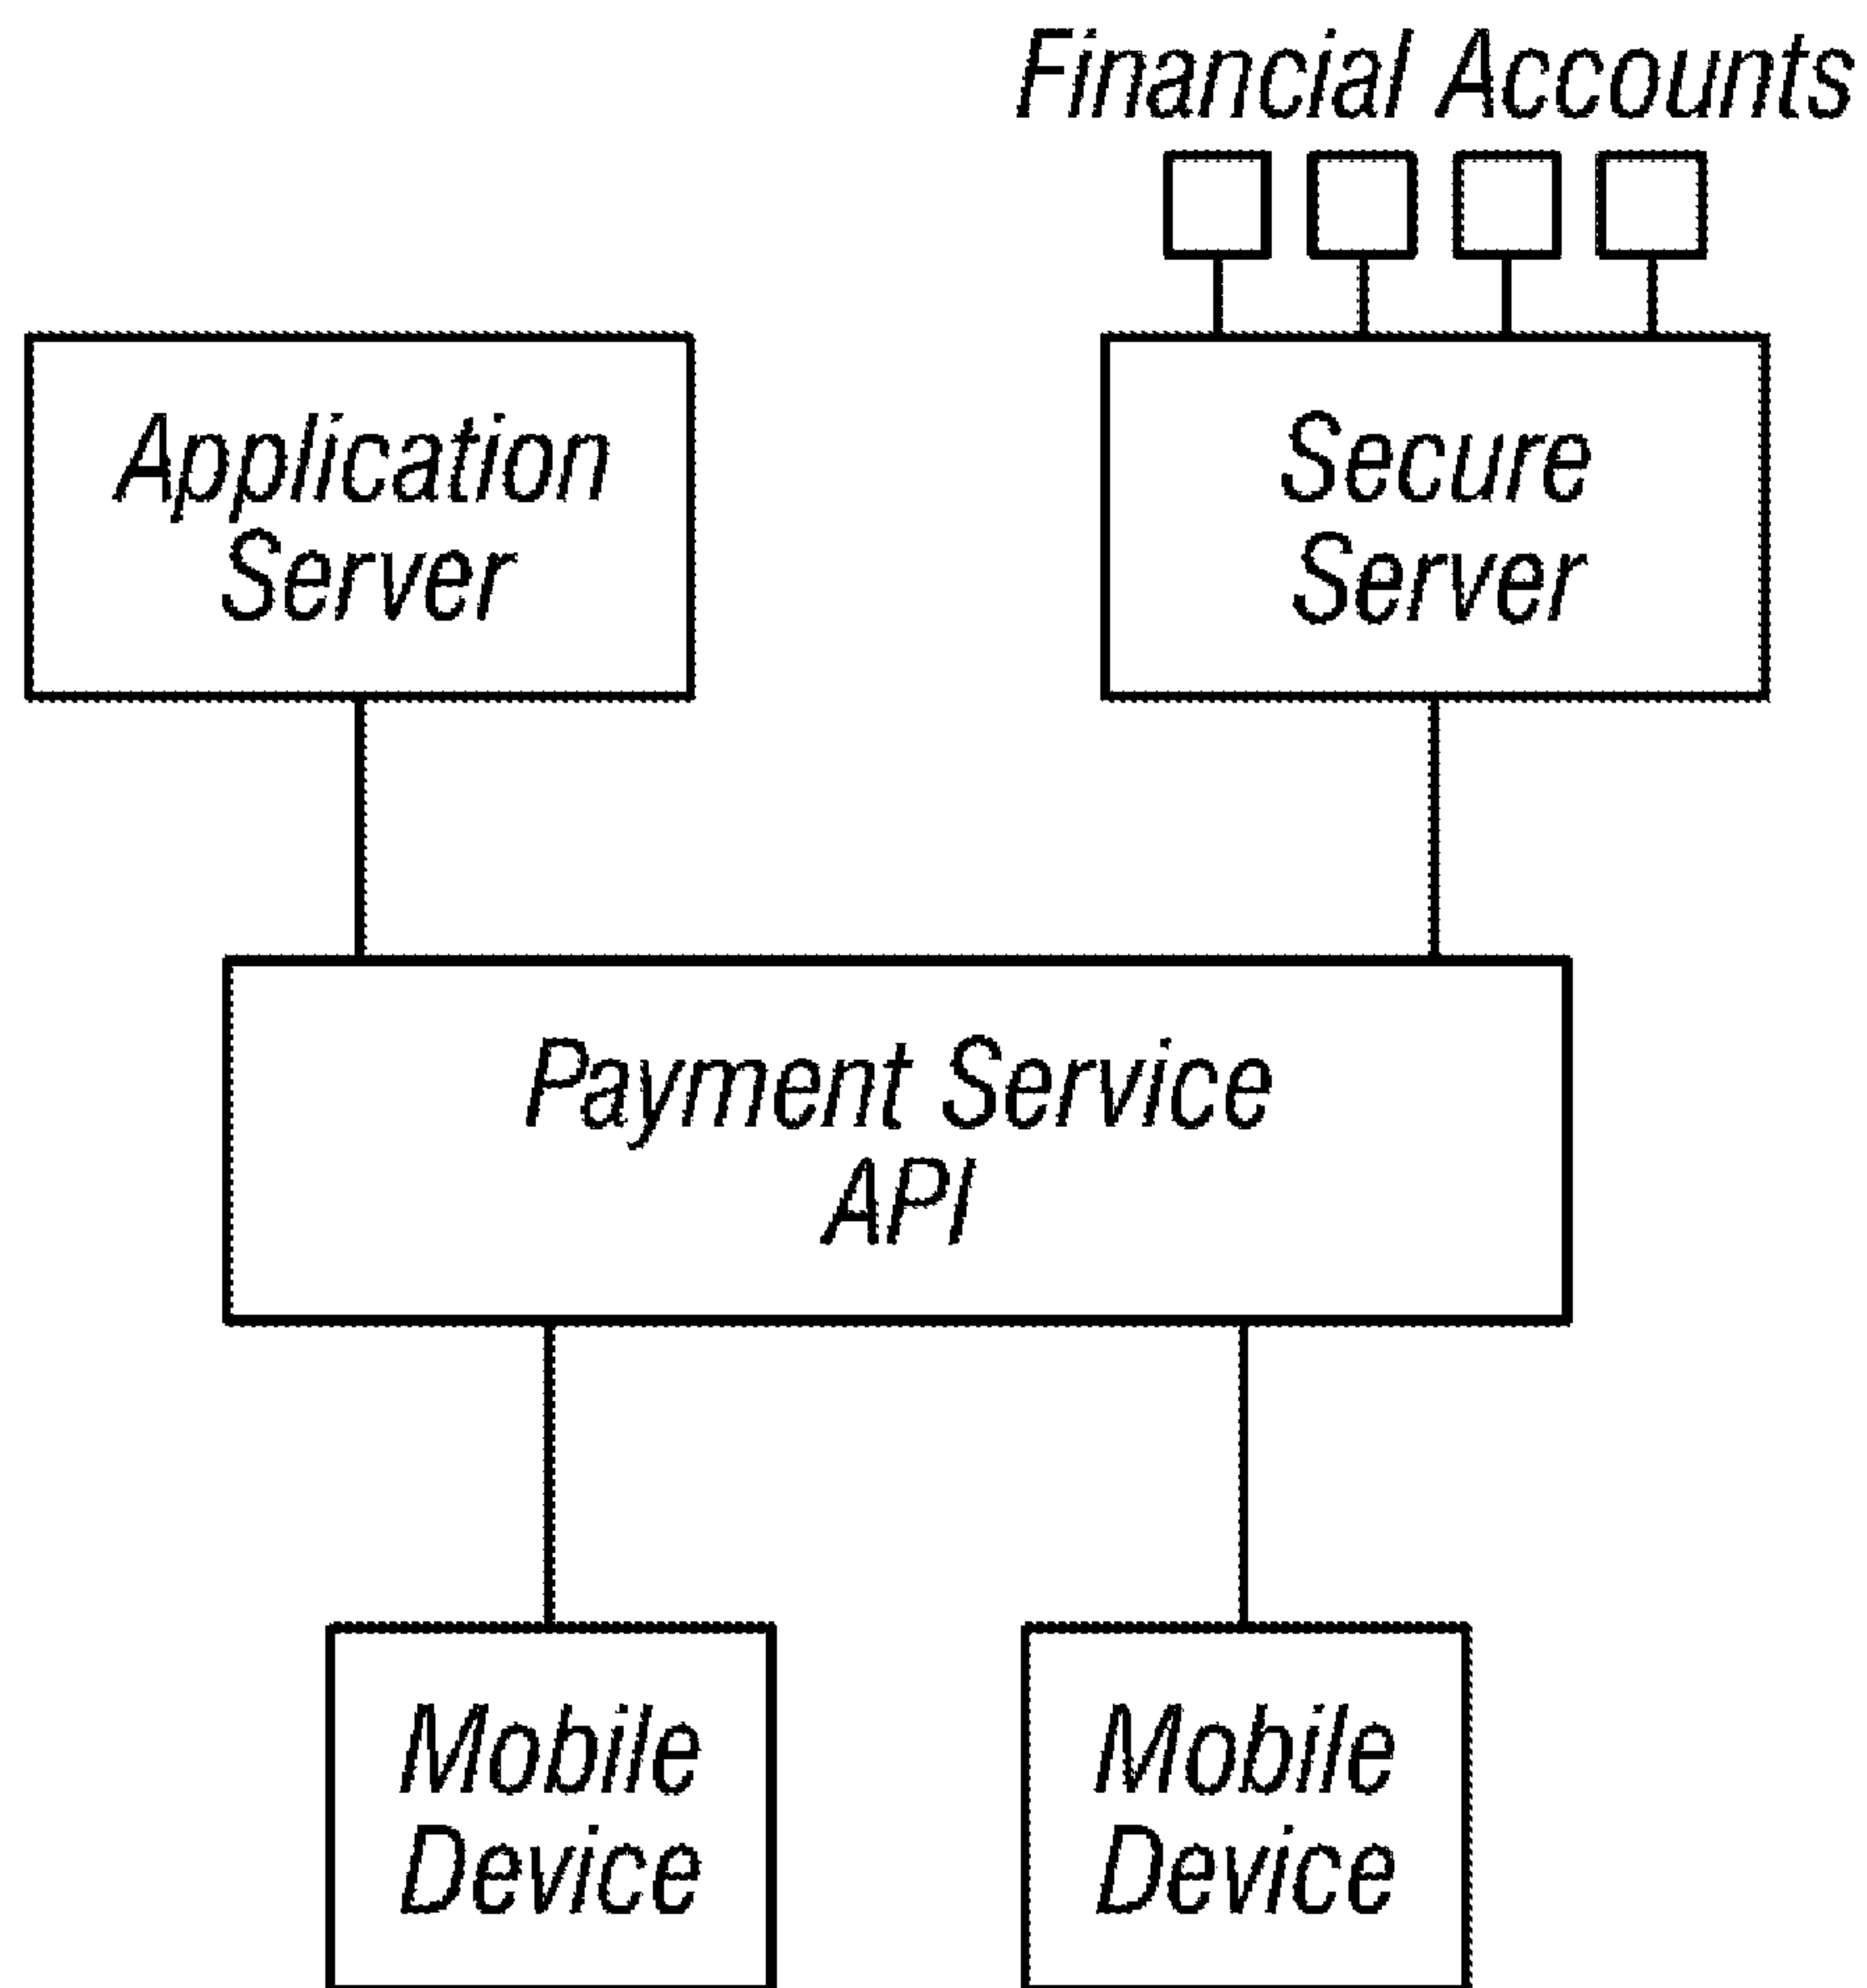 Financial Accounts
Application
Server
Secure
Server
Payment Service
API
Mobile
Device
Mobile
Device